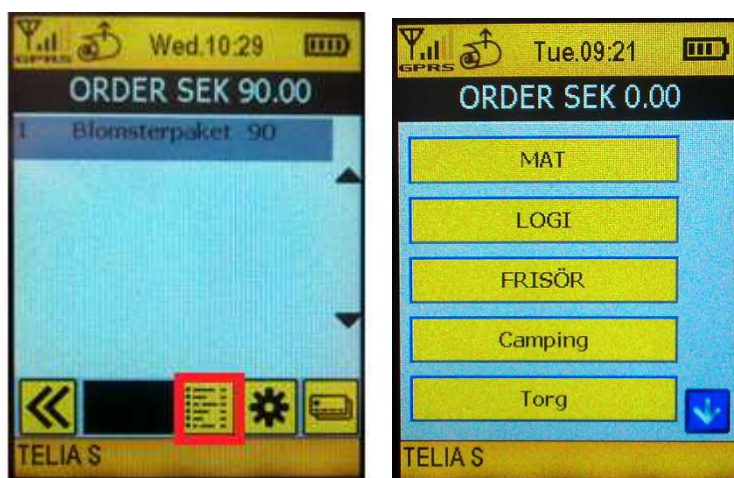 GPRS
Wed.10:29
ORDER SEK 90.00
1 Blomsterpaket 90
TELIA S
GPRS
Tue.09:21
ORDER SEK 0.00
MAT
LOGI
FRISÖR
Camping
Torg
TELIA S